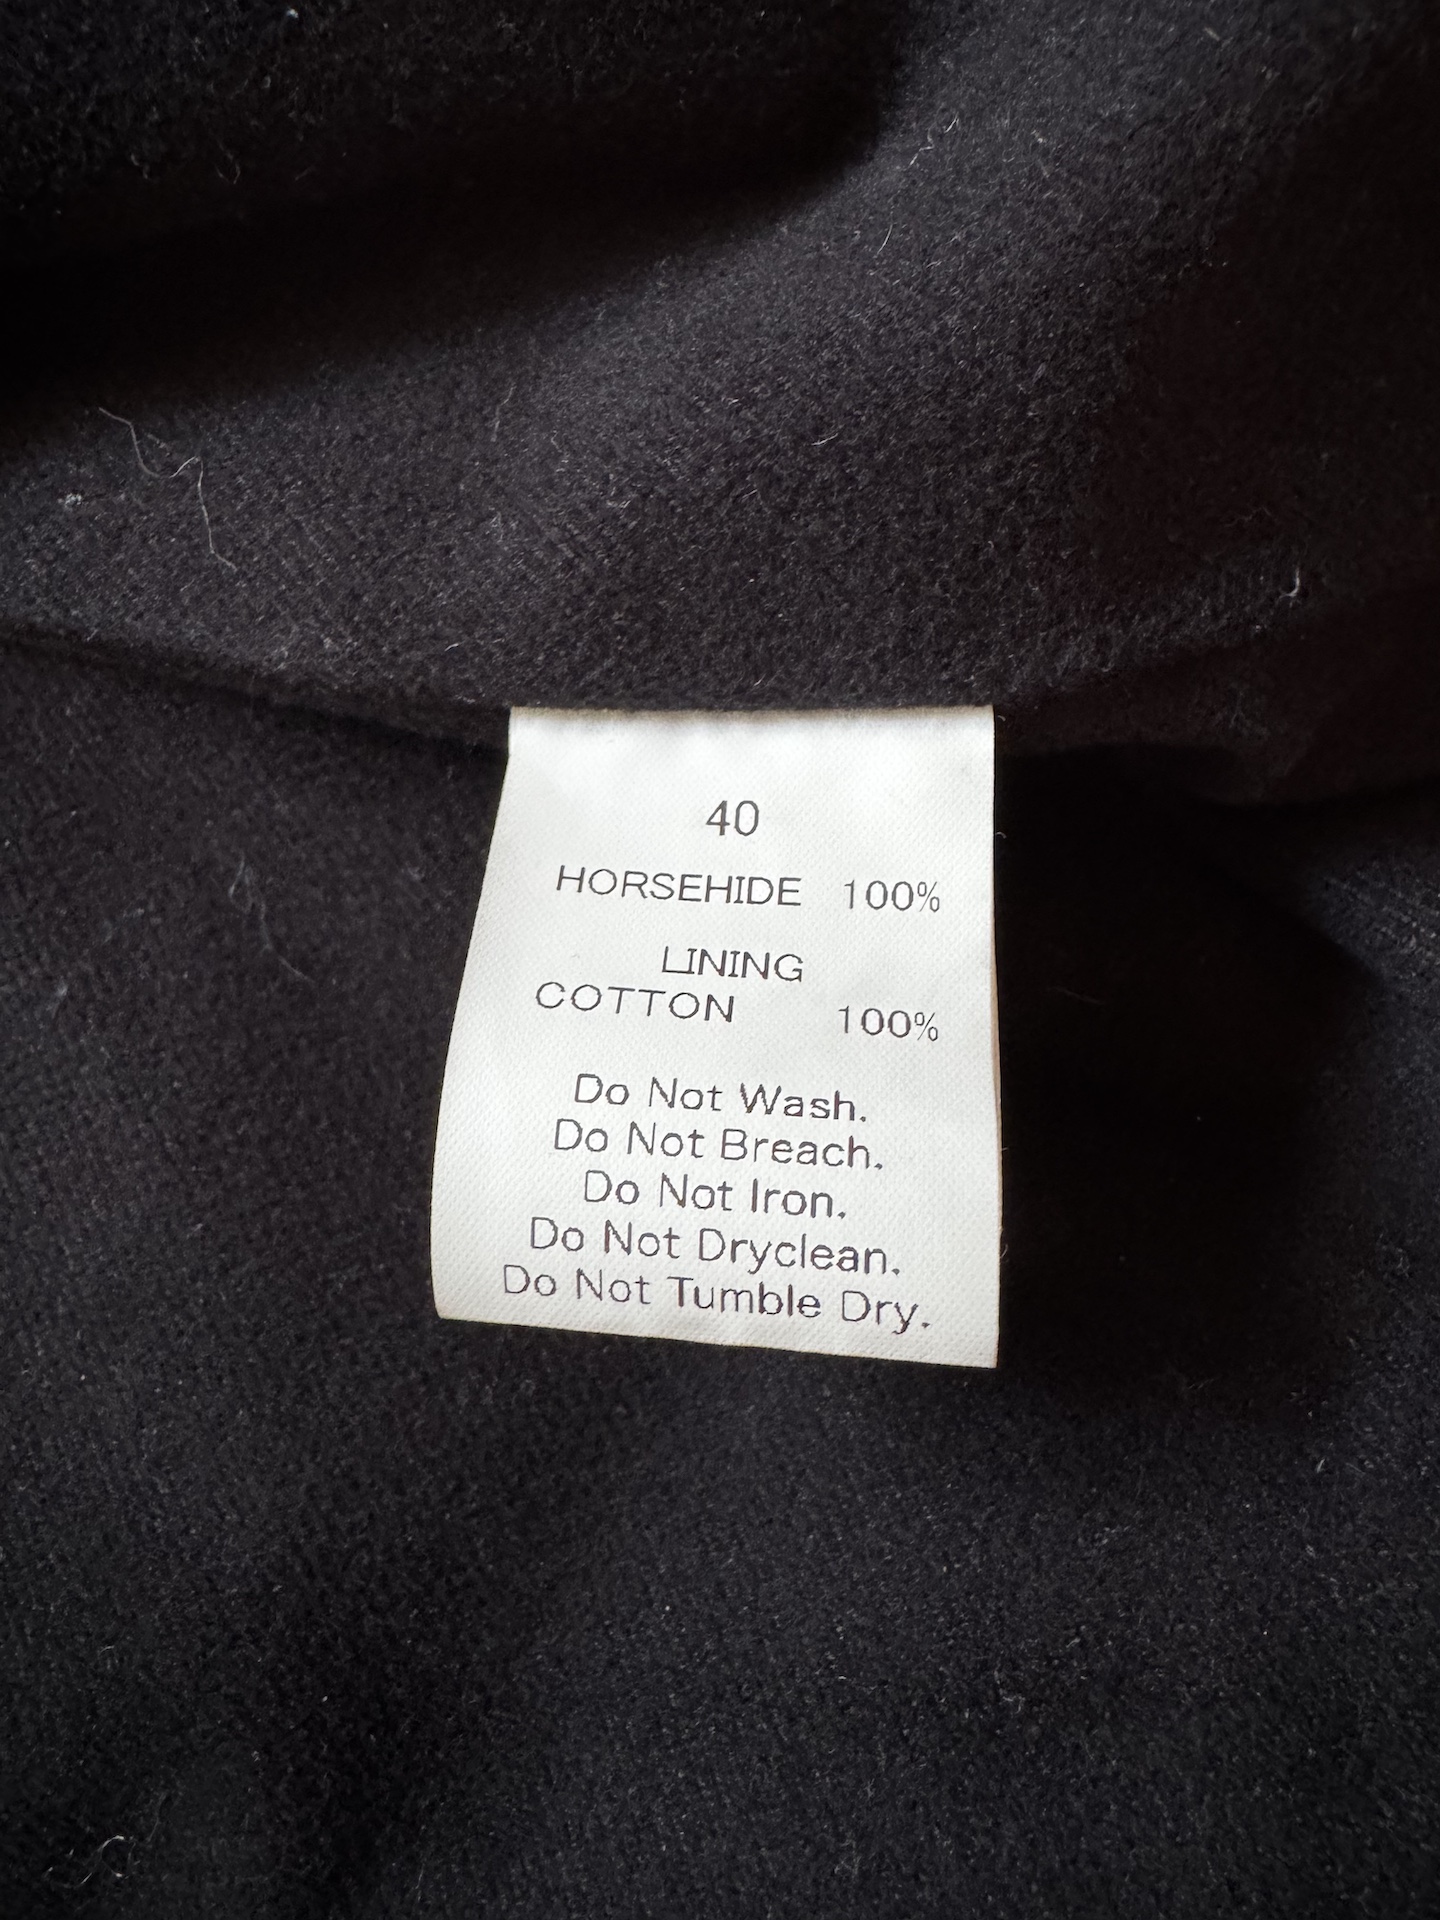 40
HORSEHIDE 100%
LINING
COTTON 100%
Do Not Wash.
Do Not Breach.
Do Not Iron.
Do Not Dryclean.
Do Not Tumble Dry.